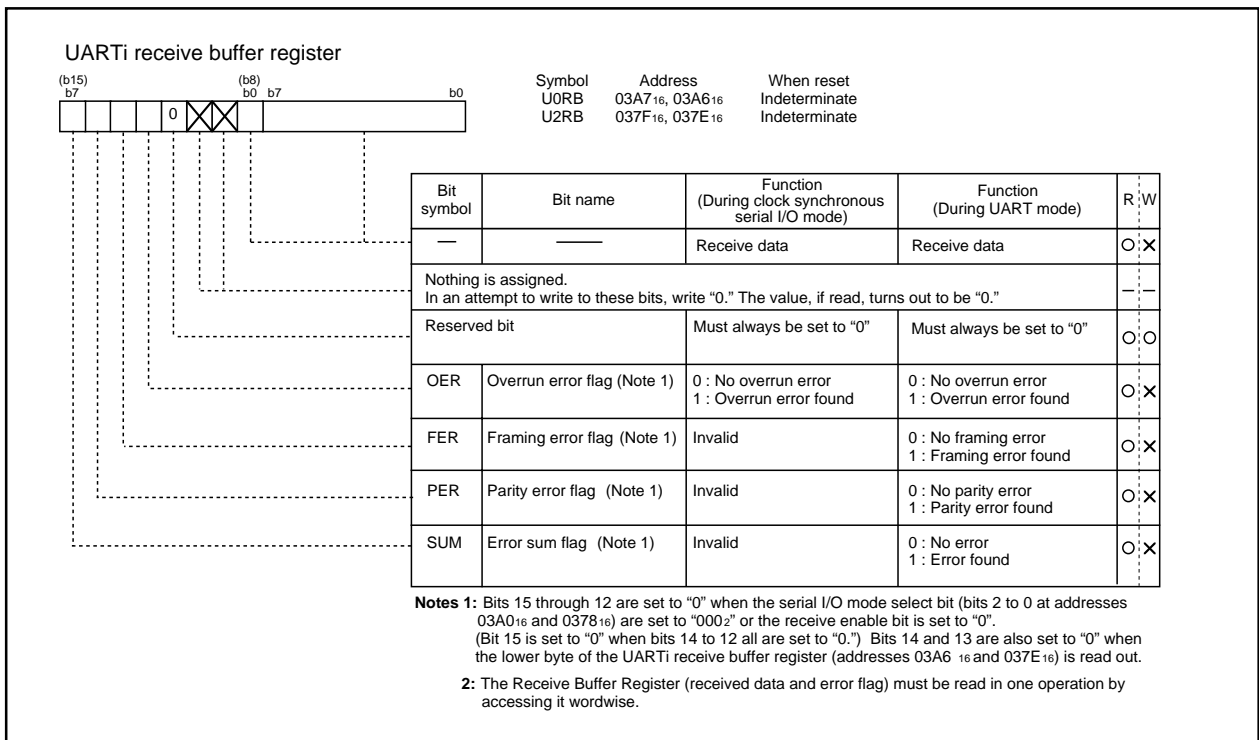 UARTi receive buffer register
(b15) (b8)
b7 b0 b7 b0
0
Symbol Address When reset
U0RB 03A716, 03A616 Indeterminate
U2RB 037F16, 037E16 Indeterminate
Bit symbol Bit name Function (During clock synchronous serial I/O mode) Function (During UART mode) R W
— —— Receive data Receive data O X
Nothing is assigned.
In an attempt to write to these bits, write “0.” The value, if read, turns out to be “0.” – –
Reserved bit Must always be set to “0” Must always be set to “0” O O
OER Overrun error flag (Note 1) 0 : No overrun error 0 : No overrun error O X
1 : Overrun error found 1 : Overrun error found
FER Framing error flag (Note 1) Invalid 0 : No framing error O X
1 : Framing error found
PER Parity error flag (Note 1) Invalid 0 : No parity error O X
1 : Parity error found
SUM Error sum flag (Note 1) Invalid 0 : No error O X
1 : Error found
Notes 1: Bits 15 through 12 are set to “0” when the serial I/O mode select bit (bits 2 to 0 at addresses
03A016 and 037816) are set to “0002” or the receive enable bit is set to “0”.
(Bit 15 is set to “0” when bits 14 to 12 all are set to “0.”) Bits 14 and 13 are also set to “0” when
the lower byte of the UARTi receive buffer register (addresses 03A6 16 and 037E16) is read out.
2: The Receive Buffer Register (received data and error flag) must be read in one operation by
accessing it wordwise.